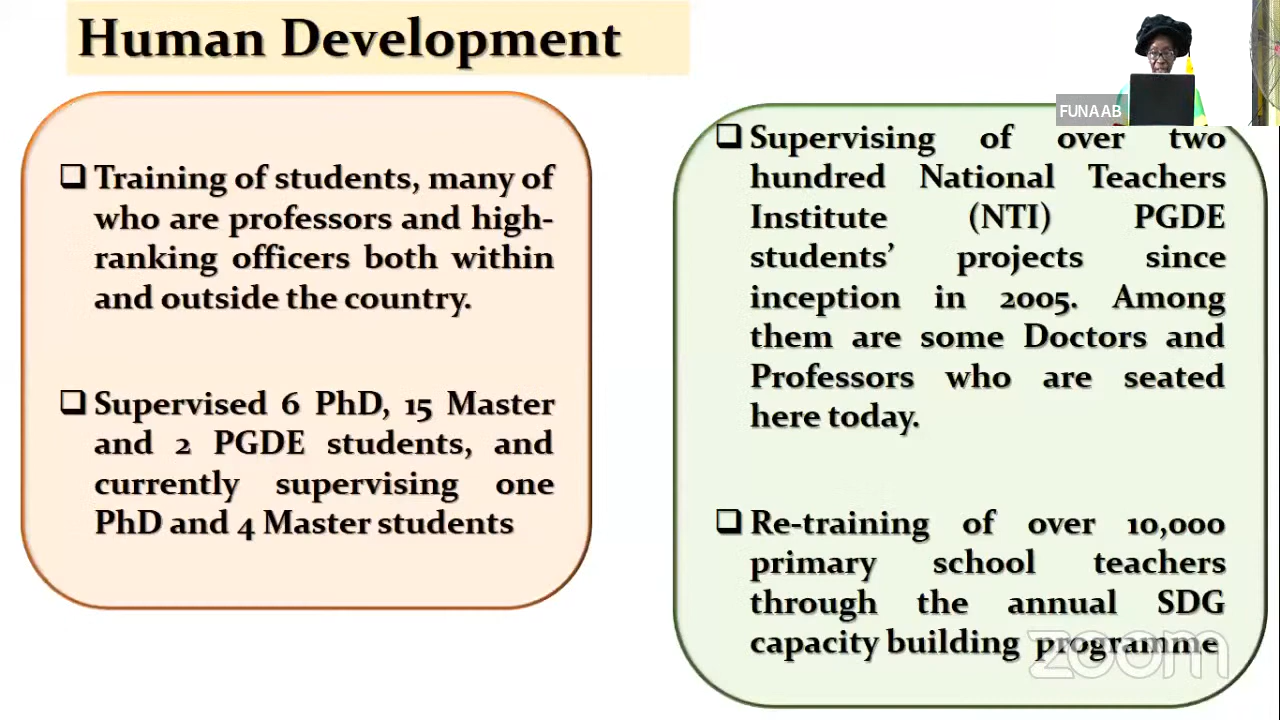 Human Development
FUNAAB
❑ Training of students, many of
who are professors and high-
ranking officers both within
and outside the country.
❑ Supervised 6 PhD, 15 Master
and 2 PGDE students, and
currently supervising one
PhD and 4 Master students
❑ Supervising of over two
hundred National Teachers
Institute (NTI) PGDE
students’ projects since
inception in 2005. Among
them are some Doctors and
Professors who are seated
here today.
❑ Re-training of over 10,000
primary school teachers
through the annual SDG
capacity building programme
zoom